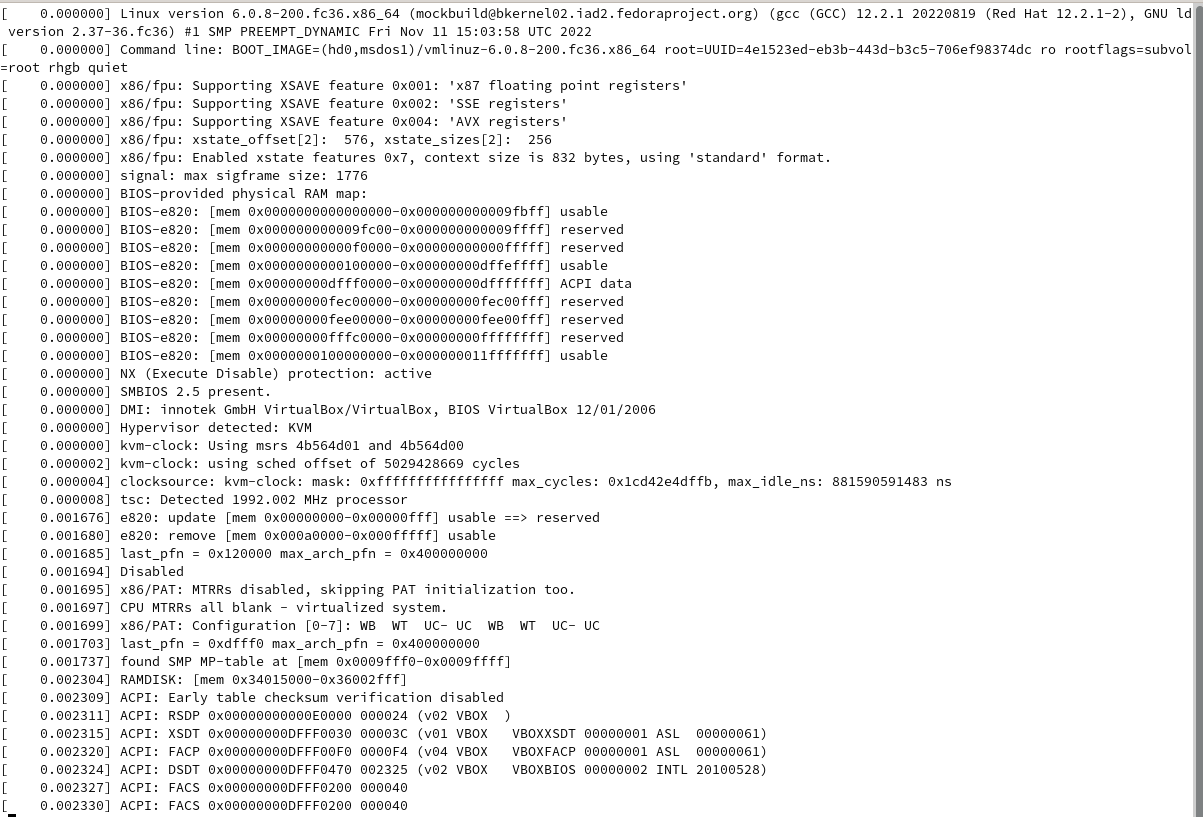 [    0.000000] Linux version 6.0.8-200.fc36.x86_64 (mockbuild@bkernel02.iad2.fedoraproject.org) (gcc (GCC) 12.2.1 20220819 (Red Hat 12.2.1-2), GNU ld
 version 2.37-36.fc36) #1 SMP PREEMPT_DYNAMIC Fri Nov 11 15:03:58 UTC 2022
[    0.000000] Command line: BOOT_IMAGE=(hd0,msdos1)/vmlinuz-6.0.8-200.fc36.x86_64 root=UUID=4e1523ed-eb3b-443d-b3c5-706ef98374dc ro rootflags=subvol
=root rhgb quiet
[    0.000000] x86/fpu: Supporting XSAVE feature 0x001: 'x87 floating point registers'
[    0.000000] x86/fpu: Supporting XSAVE feature 0x002: 'SSE registers'
[    0.000000] x86/fpu: Supporting XSAVE feature 0x004: 'AVX registers'
[    0.000000] x86/fpu: xstate_offset[2]:  576, xstate_sizes[2]:  256
[    0.000000] x86/fpu: Enabled xstate features 0x7, context size is 832 bytes, using 'standard' format.
[    0.000000] signal: max sigframe size: 1776
[    0.000000] BIOS-provided physical RAM map:
[    0.000000] BIOS-e820: [mem 0x0000000000000000-0x000000000009fbff] usable
[    0.000000] BIOS-e820: [mem 0x000000000009fc00-0x000000000009ffff] reserved
[    0.000000] BIOS-e820: [mem 0x00000000000f0000-0x00000000000fffff] reserved
[    0.000000] BIOS-e820: [mem 0x0000000000100000-0x00000000dffeffff] usable
[    0.000000] BIOS-e820: [mem 0x00000000dfff0000-0x00000000dfffffff] ACPI data
[    0.000000] BIOS-e820: [mem 0x00000000fec00000-0x00000000fec00fff] reserved
[    0.000000] BIOS-e820: [mem 0x00000000fee00000-0x00000000fee00fff] reserved
[    0.000000] BIOS-e820: [mem 0x00000000fffc0000-0x00000000ffffffff] reserved
[    0.000000] BIOS-e820: [mem 0x0000000100000000-0x000000011fffffff] usable
[    0.000000] NX (Execute Disable) protection: active
[    0.000000] SMBIOS 2.5 present.
[    0.000000] DMI: innotek GmbH VirtualBox/VirtualBox, BIOS VirtualBox 12/01/2006
[    0.000000] Hypervisor detected: KVM
[    0.000000] kvm-clock: Using msrs 4b564d01 and 4b564d00
[    0.000002] kvm-clock: using sched offset of 5029428669 cycles
[    0.000004] clocksource: kvm-clock: mask: 0xffffffffffffffff max_cycles: 0x1cd42e4dffb, max_idle_ns: 881590591483 ns
[    0.000008] tsc: Detected 1992.002 MHz processor
[    0.001676] e820: update [mem 0x00000000-0x00000fff] usable ==> reserved
[    0.001680] e820: remove [mem 0x000a0000-0x000fffff] usable
[    0.001685] last_pfn = 0x120000 max_arch_pfn = 0x400000000
[    0.001694] Disabled
[    0.001695] x86/PAT: MTRRs disabled, skipping PAT initialization too.
[    0.001697] CPU MTRRs all blank - virtualized system.
[    0.001699] x86/PAT: Configuration [0-7]: WB  WT  UC- UC  WB  WT  UC- UC
[    0.001703] last_pfn = 0xdfff0 max_arch_pfn = 0x400000000
[    0.001737] found SMP MP-table at [mem 0x0009fff0-0x0009ffff]
[    0.002304] RAMDISK: [mem 0x34015000-0x36002fff]
[    0.002309] ACPI: Early table checksum verification disabled
[    0.002311] ACPI: RSDP 0x00000000000E0000 000024 (v02 VBOX  )
[    0.002315] ACPI: XSDT 0x00000000DFFF0030 00003C (v01 VBOX   VBOXXSDT 00000001 ASL  00000061)
[    0.002320] ACPI: FACP 0x00000000DFFF00F0 0000F4 (v04 VBOX   VBOXFACP 00000001 ASL  00000061)
[    0.002324] ACPI: DSDT 0x00000000DFFF0470 002325 (v02 VBOX   VBOXBIOS 00000002 INTL 20100528)
[    0.002327] ACPI: FACS 0x00000000DFFF0200 000040
[    0.002330] ACPI: FACS 0x00000000DFFF0200 000040